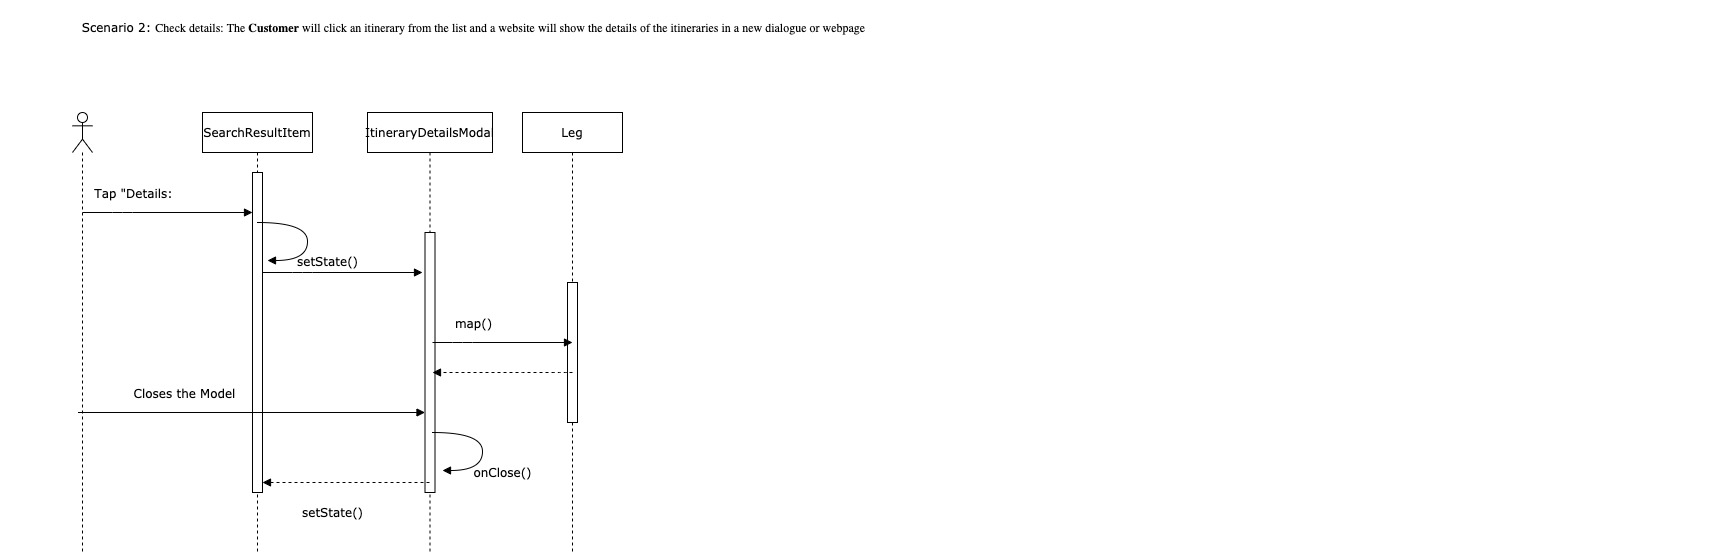 Scenario 2: Check details: The Customer will click an itinerary from the list and a website will show the details of the itineraries in a new dialogue or webpage
SearchResultItem
ItineraryDetailsModal
Leg
Tap "Details:
setState()
map()
Closes the Model
onClose()
setState()